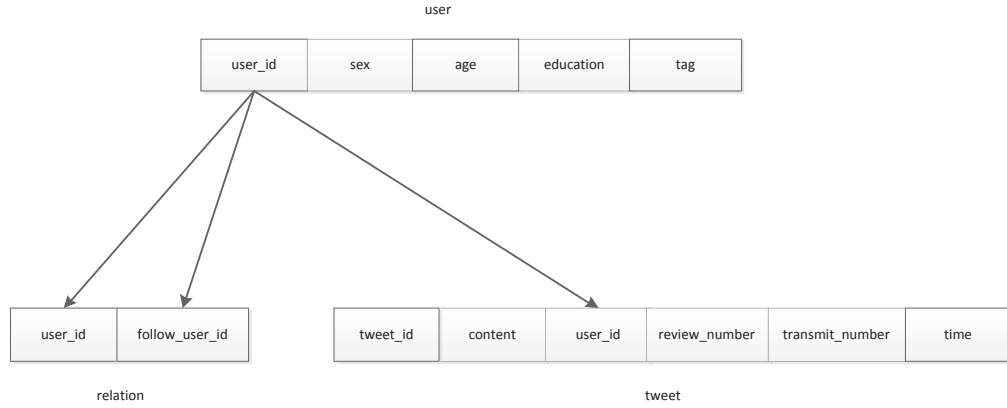 user
user_id sex age education tag
user_id follow_user_id tweet_id content user_id review_number transmit_number time
relation tweet